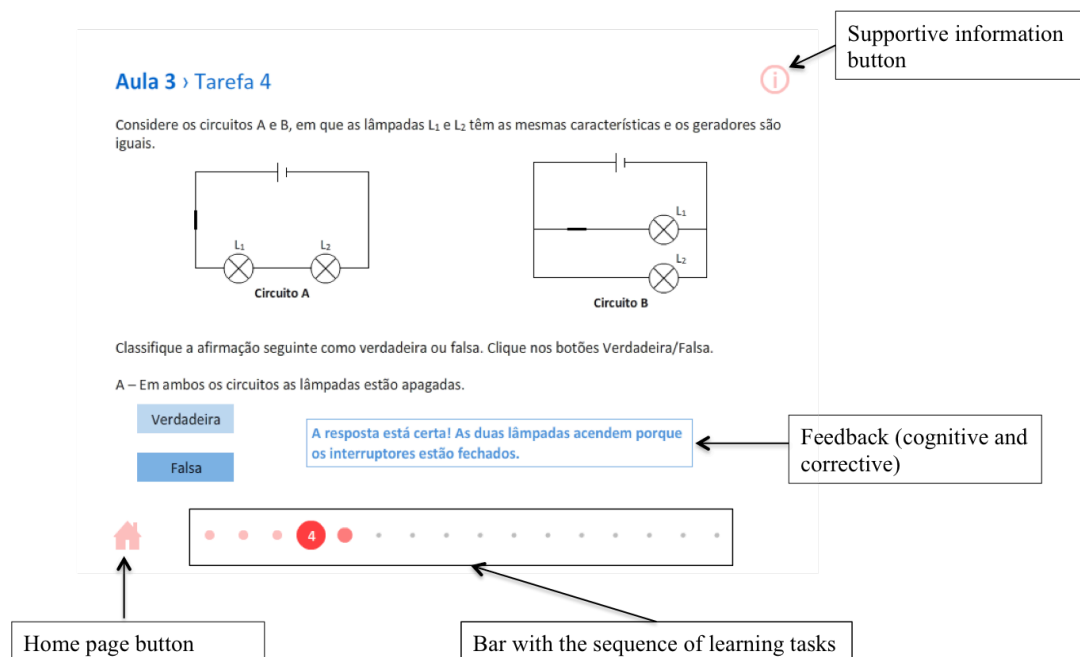 Supportive information
button
Aula 3 › Tarefa 4
i
Considere os circuitos A e B, em que as lâmpadas L₁ e L₂ têm as mesmas características e os geradores são
iguais.
L₁
L₂
Circuito A
L₁
L₂
Circuito B
Classifique a afirmação seguinte como verdadeira ou falsa. Clique nos botões Verdadeira/Falsa.
A – Em ambos os circuitos as lâmpadas estão apagadas.
Verdadeira
Falsa
A resposta está certa! As duas lâmpadas acendem porque
os interruptores estão fechados.
Feedback (cognitive and
corrective)
4
Home page button
Bar with the sequence of learning tasks